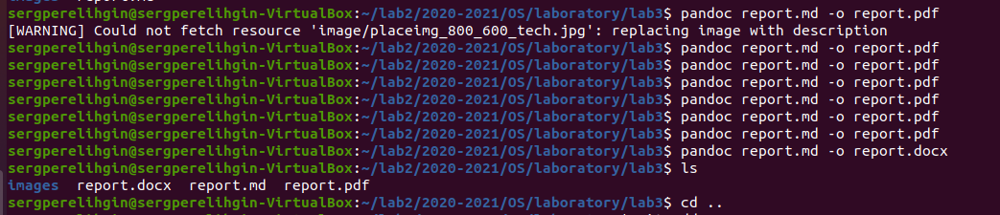 sergperelihgin@sergperelihgin-VirtualBox:~/lab2/2020-2021/OS/laboratory/lab3$ pandoc report.md -o report.pdf
[WARNING] Could not fetch resource 'image/placeimg_800_600_tech.jpg': replacing image with description
sergperelihgin@sergperelihgin-VirtualBox:~/lab2/2020-2021/OS/laboratory/lab3$ pandoc report.md -o report.pdf
sergperelihgin@sergperelihgin-VirtualBox:~/lab2/2020-2021/OS/laboratory/lab3$ pandoc report.md -o report.pdf
sergperelihgin@sergperelihgin-VirtualBox:~/lab2/2020-2021/OS/laboratory/lab3$ pandoc report.md -o report.pdf
sergperelihgin@sergperelihgin-VirtualBox:~/lab2/2020-2021/OS/laboratory/lab3$ pandoc report.md -o report.pdf
sergperelihgin@sergperelihgin-VirtualBox:~/lab2/2020-2021/OS/laboratory/lab3$ pandoc report.md -o report.pdf
sergperelihgin@sergperelihgin-VirtualBox:~/lab2/2020-2021/OS/laboratory/lab3$ pandoc report.md -o report.pdf
sergperelihgin@sergperelihgin-VirtualBox:~/lab2/2020-2021/OS/laboratory/lab3$ pandoc report.md -o report.docx
sergperelihgin@sergperelihgin-VirtualBox:~/lab2/2020-2021/OS/laboratory/lab3$ ls
images  report.docx  report.md  report.pdf
sergperelihgin@sergperelihgin-VirtualBox:~/lab2/2020-2021/OS/laboratory/lab3$ cd ..